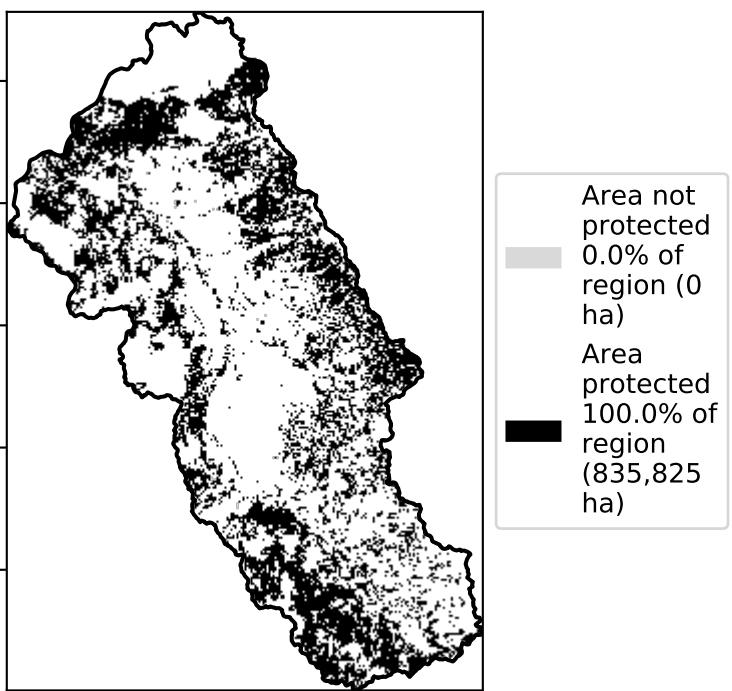 Area not
protected
0.0% of
region (0
ha)
Area
protected
100.0% of
region
(835,825
ha)